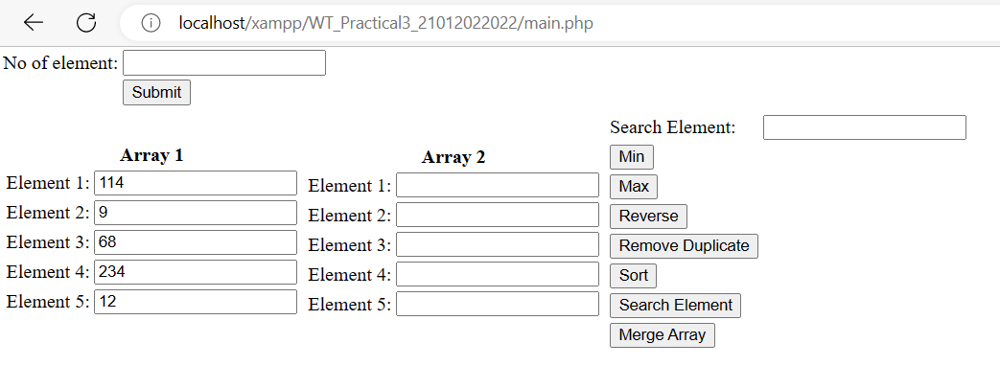 localhost/xampp/WT_Practical3_21012022022/main.php
No of element:
Submit
Array 1
Element 1: 114
Element 2: 9
Element 3: 68
Element 4: 234
Element 5: 12
Array 2
Element 1:
Element 2:
Element 3:
Element 4:
Element 5:
Search Element:
Min
Max
Reverse
Remove Duplicate
Sort
Search Element
Merge Array